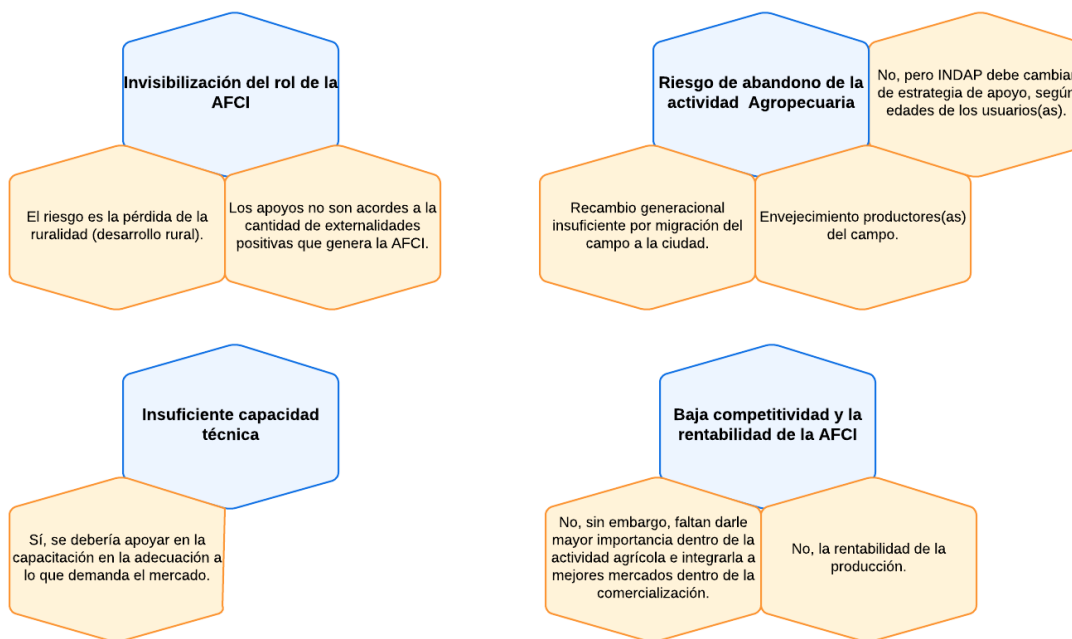 Invisibilización del rol de la
AFCI
El riesgo es la pérdida de la
ruralidad (desarrollo rural).
Los apoyos no son acordes a la
cantidad de externalidades
positivas que genera la AFCI.
Riesgo de abandono de la
actividad Agropecuaria
No, pero INDAP debe cambiar
de estrategia de apoyo, según
edades de los usuarios(as).
Recambio generacional
insuficiente por migración del
campo a la ciudad.
Envejecimiento productores(as)
del campo.
Insuficiente capacidad
técnica
Sí, se debería apoyar en la
capacitación en la adecuación a
lo que demanda el mercado.
Baja competitividad y la
rentabilidad de la AFCI
No, sin embargo, faltan darle
mayor importancia dentro de la
actividad agrícola e integrarla a
mejores mercados dentro de la
comercialización.
No, la rentabilidad de la
producción.